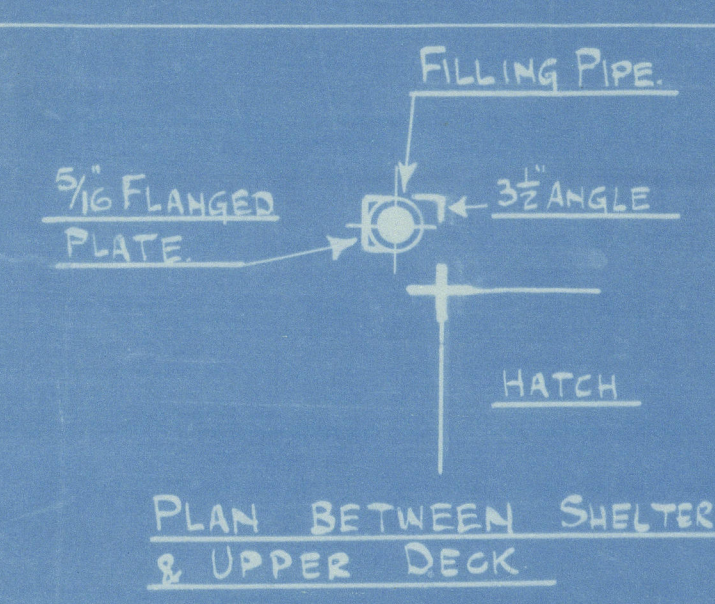 FILLING PIPE.
5/16" FLANGED
PLATE.
3½" ANGLE
HATCH
PLAN BETWEEN SHELTER
& UPPER DECK